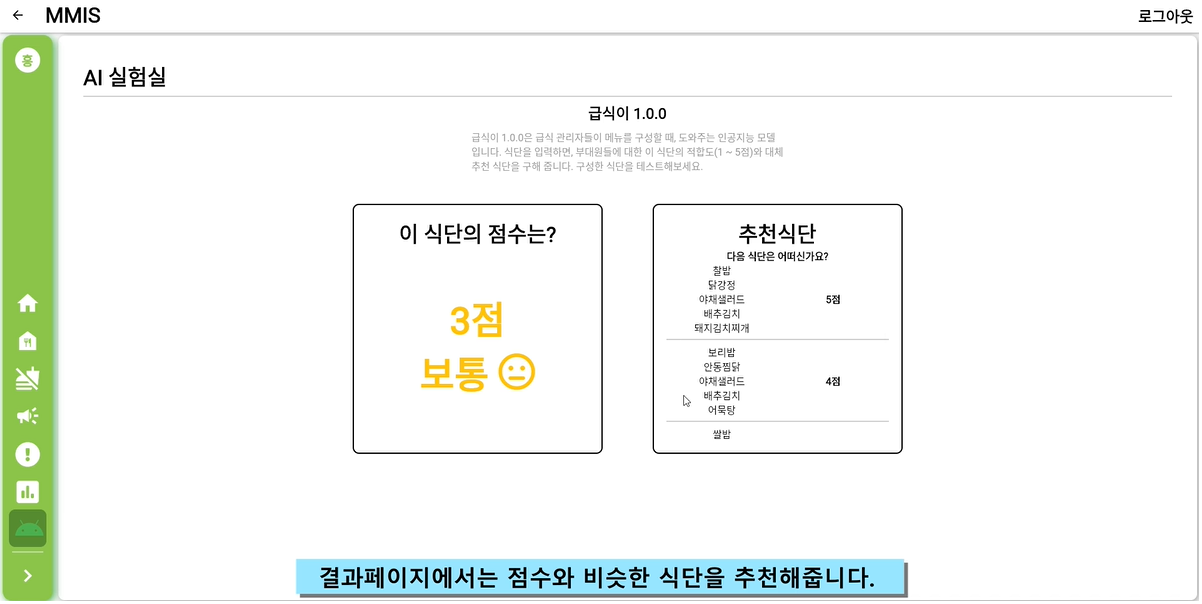 MMIS
로그아웃
홍
AI 실험실
급식이 1.0.0
급식이 1.0.0은 급식 관리자들이 메뉴를 구성할 때, 도와주는 인공지능 모델
입니다. 식단을 입력하면, 부대원들에 대한 이 식단의 적합도(1 ~ 5점)와 대체
추천 식단을 구해 줍니다. 구성한 식단을 테스트해보세요.
이 식단의 점수는?
3점
보통
추천식단
다음 식단은 어떠신가요?
찰밥
닭강정
야채샐러드
5점
배추김치
돼지김치찌개
보리밥
안동찜닭
야채샐러드
4점
배추김치
어묵탕
쌀밥
결과페이지에서는 점수와 비슷한 식단을 추천해줍니다.